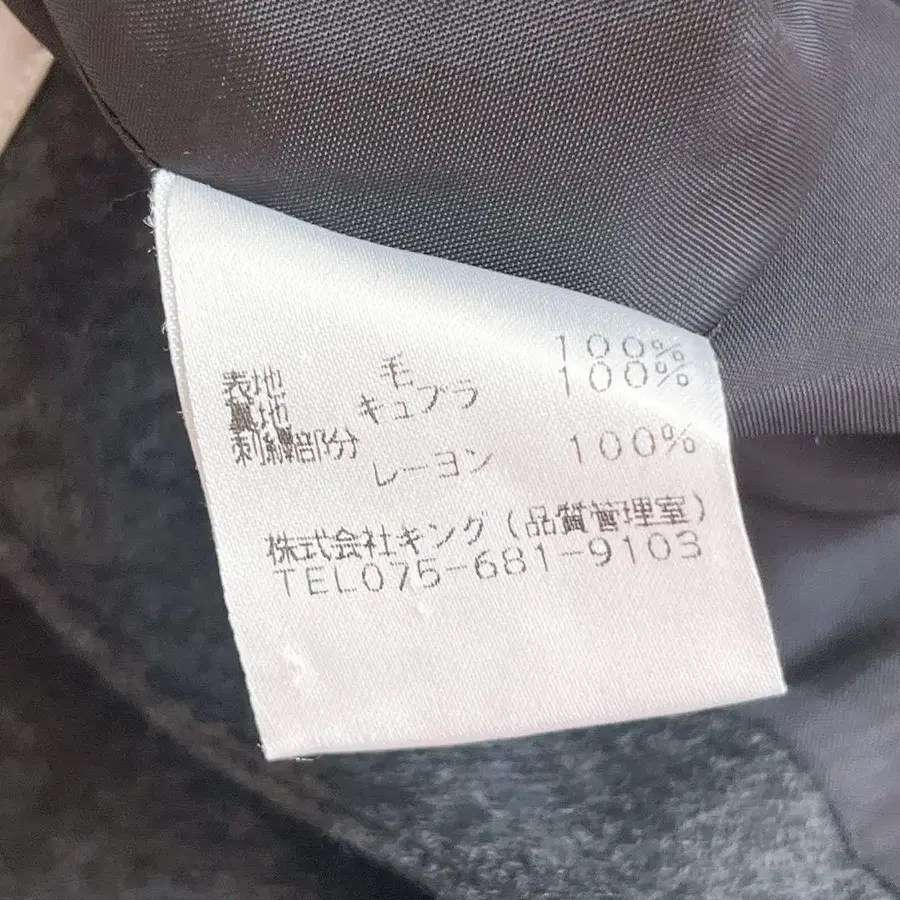 表地 毛 100%
裏地 キュプラ 100%
刺繍部分
レーヨン 100%
株式会社キング(品質管理室)
TEL075-681-9103